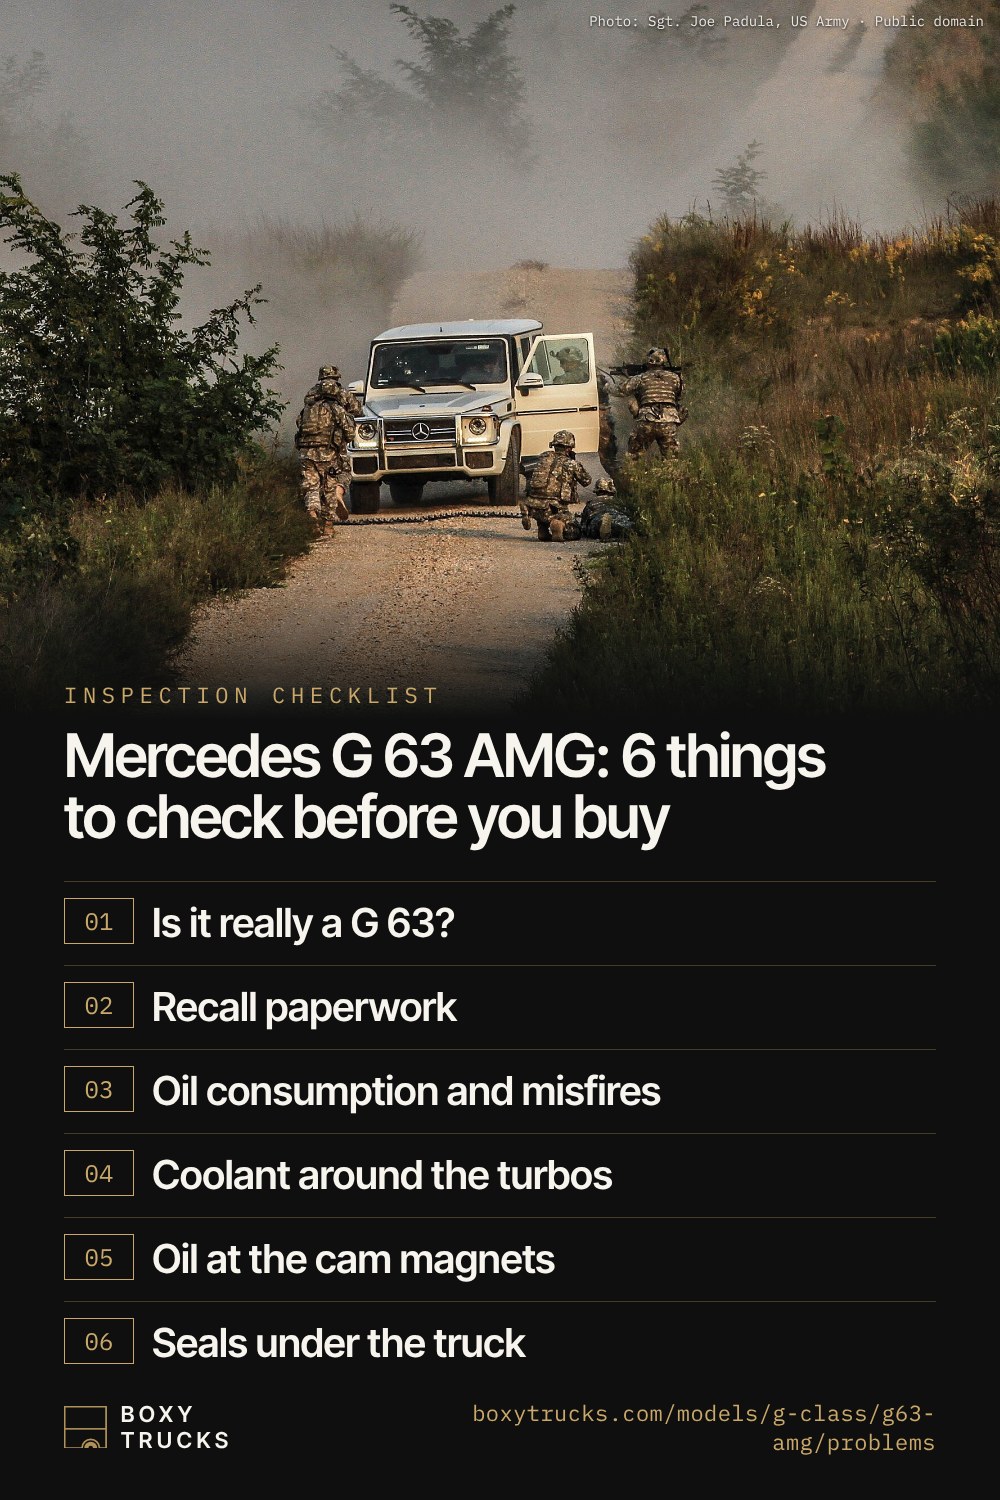 Photo: Sgt. Joe Padula, US Army · Public domain
INSPECTION CHECKLIST
Mercedes G 63 AMG: 6 things
to check before you buy
01 Is it really a G 63?
02 Recall paperwork
03 Oil consumption and misfires
04 Coolant around the turbos
05 Oil at the cam magnets
06 Seals under the truck
BOXY
TRUCKS
boxytrucks.com/models/g-class/g63-
amg/problems